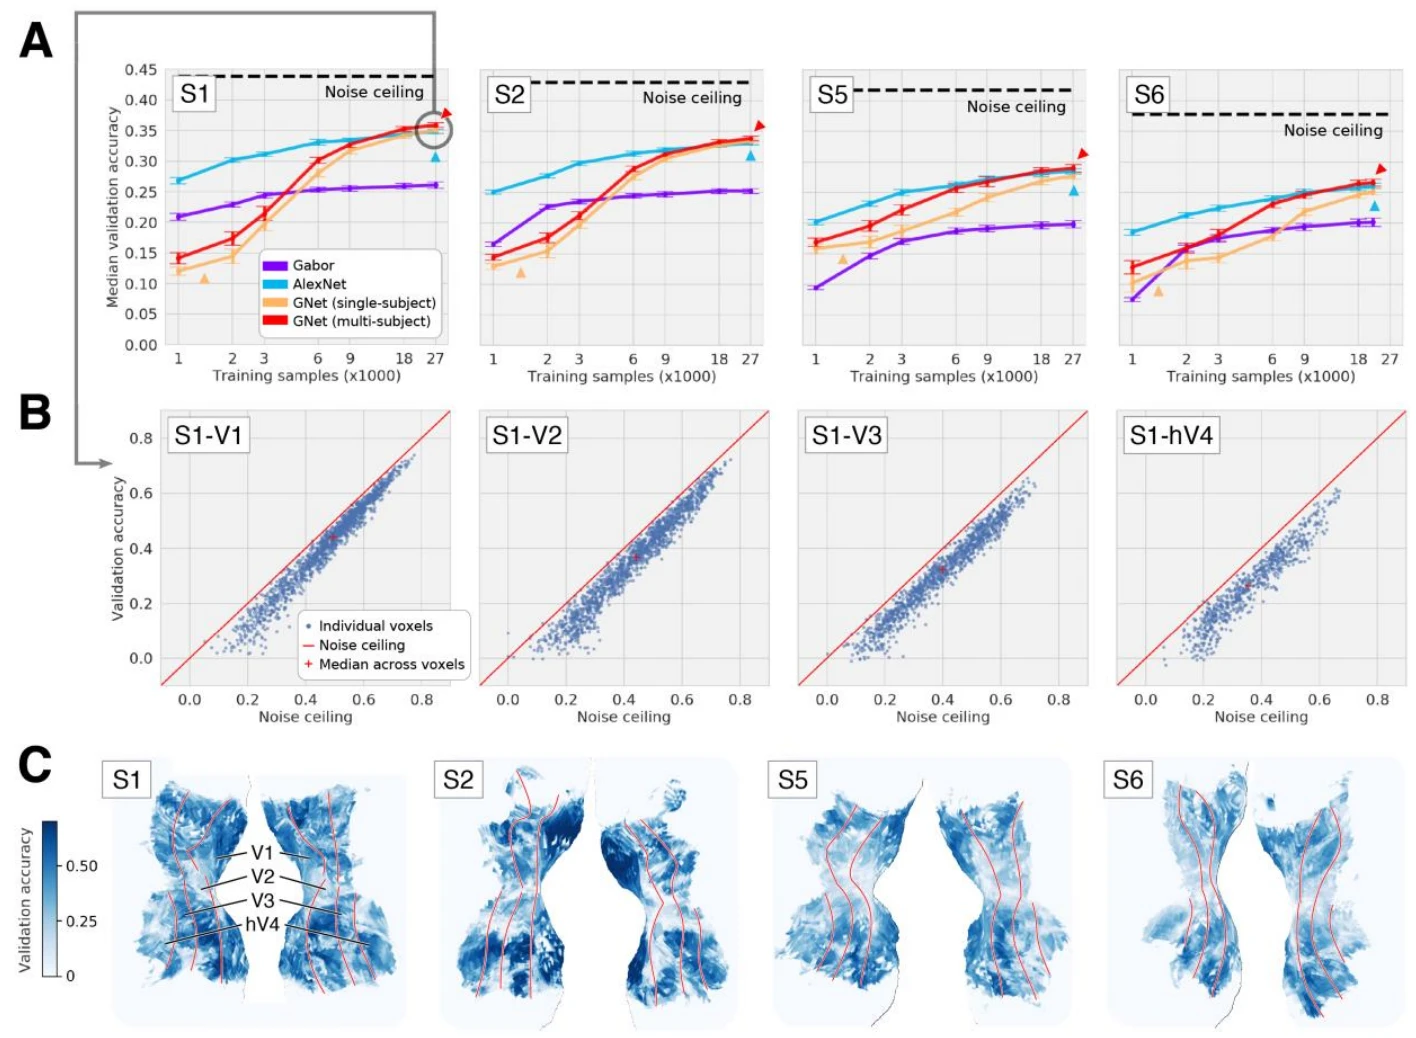 A
S1
S2
S5
S6
Noise ceiling
Noise ceiling
Noise ceiling
Noise ceiling
Median validation accuracy
0.45
0.40
0.35
0.30
0.25
0.20
0.15
0.10
0.05
0.00
Gabor
AlexNet
GNet (single-subject)
GNet (multi-subject)
1 2 3 6 9 18 27
1 2 3 6 9 18 27
1 2 3 6 9 18 27
1 2 3 6 9 18 27
Training samples (x1000)
Training samples (x1000)
Training samples (x1000)
Training samples (x1000)
B
S1-V1
S1-V2
S1-V3
S1-hV4
Validation accuracy
0.8
0.6
0.4
0.2
0.0
Individual voxels
Noise ceiling
Median across voxels
0.0 0.2 0.4 0.6 0.8
0.0 0.2 0.4 0.6 0.8
0.0 0.2 0.4 0.6 0.8
0.0 0.2 0.4 0.6 0.8
Noise ceiling
Noise ceiling
Noise ceiling
Noise ceiling
C
S1
S2
S5
S6
Validation accuracy
0.50
0.25
0
V1
V2
V3
hV4